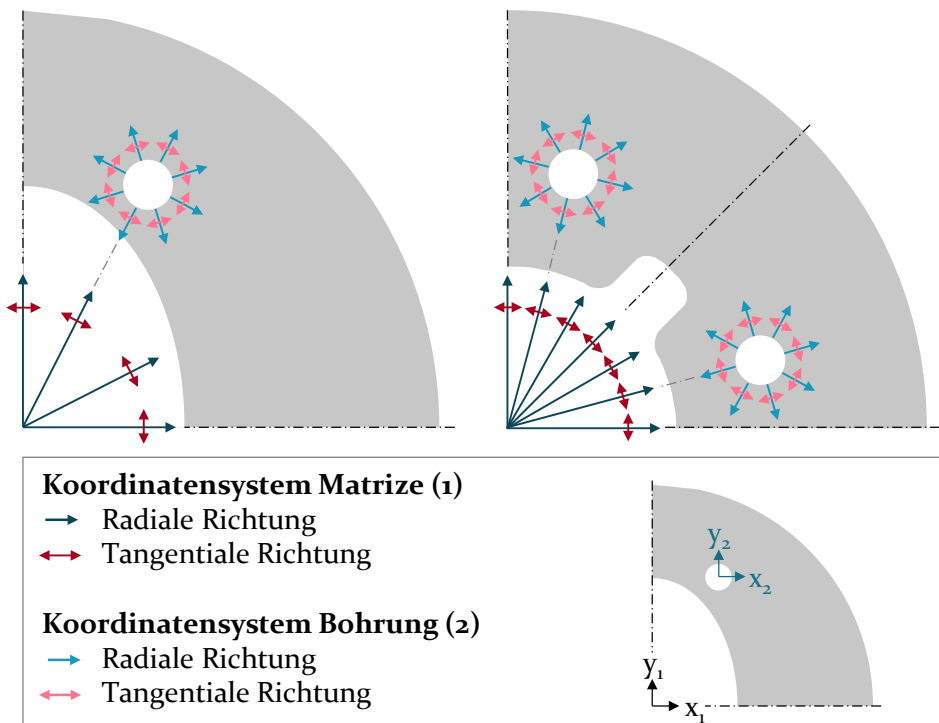 Koordinatensystem Matrize (1)
Radiale Richtung
Tangentiale Richtung
Koordinatensystem Bohrung (2)
Radiale Richtung
Tangentiale Richtung
y₂
x₂
y₁
x₁